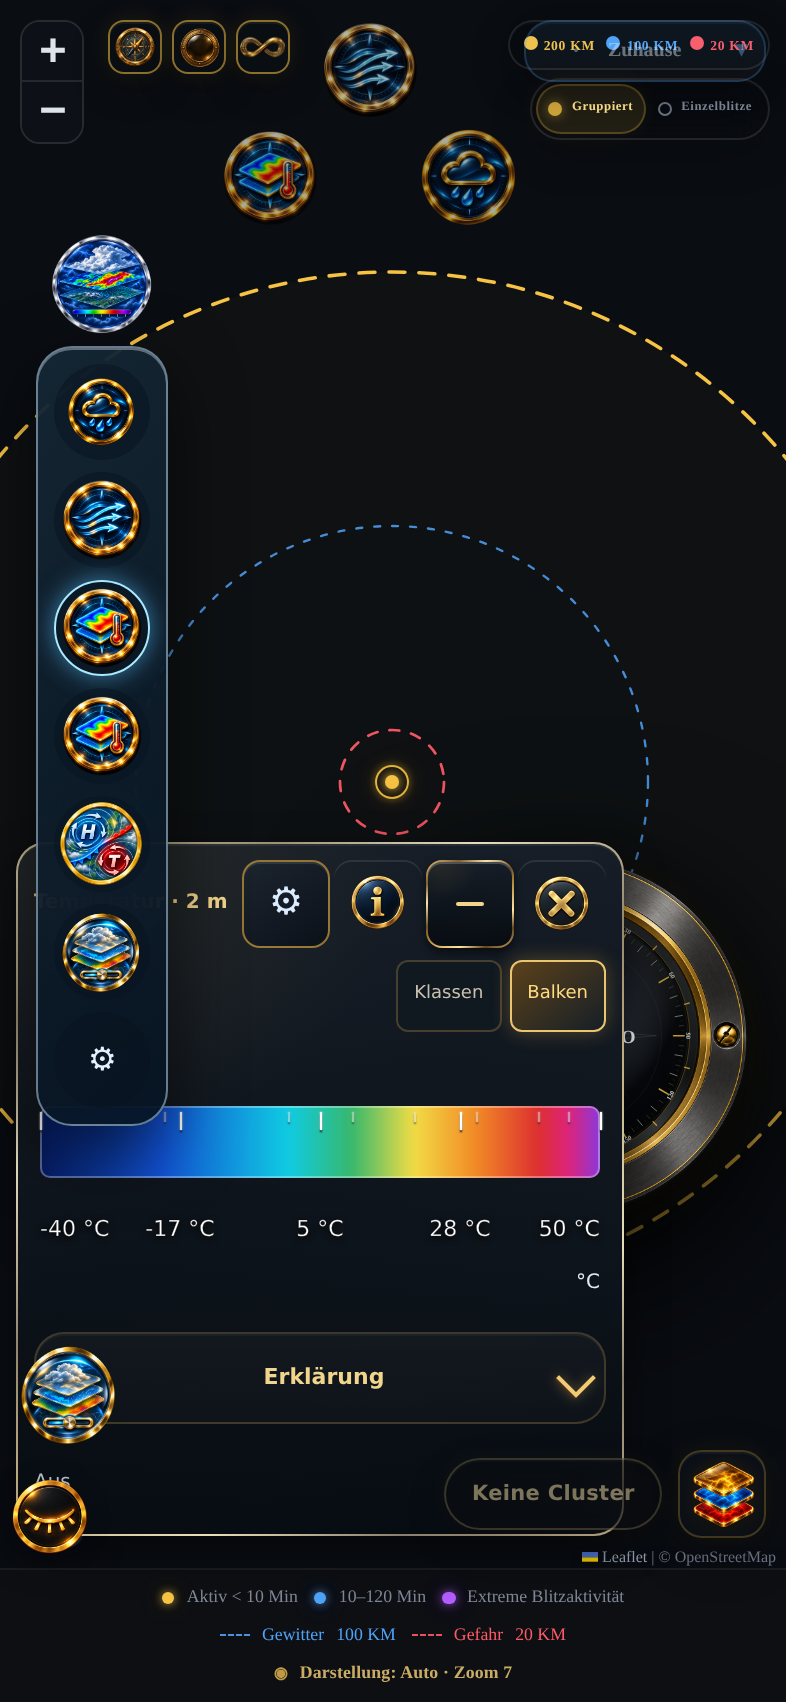 200 KM 100 KM 20 KM
Zuhause
Gruppiert Einzelblitze
H
T
· 2 m
Klassen Balken
-40 °C -17 °C 5 °C 28 °C 50 °C
°C
Erklärung
Aus
Keine Cluster
Leaflet | © OpenStreetMap
Aktiv < 10 Min 10–120 Min Extreme Blitzaktivität
Gewitter 100 KM Gefahr 20 KM
Darstellung: Auto · Zoom 7